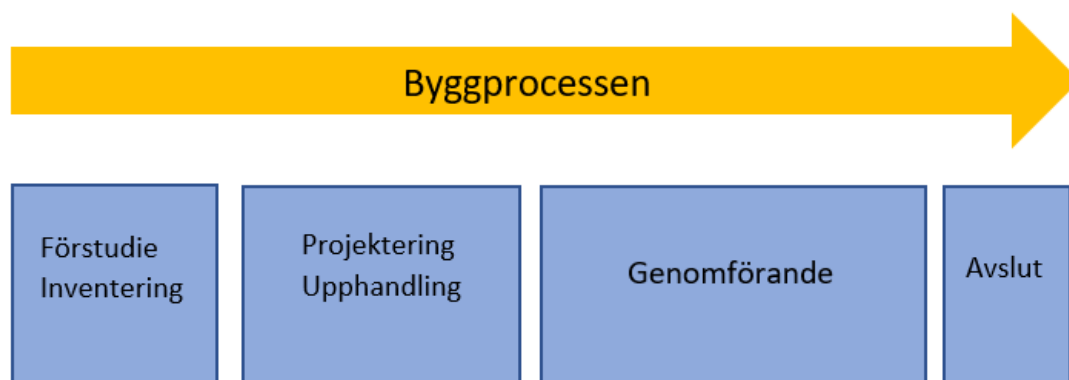 Byggprocessen
Förstudie
Inventering
Projektering
Upphandling
Genomförande
Avslut